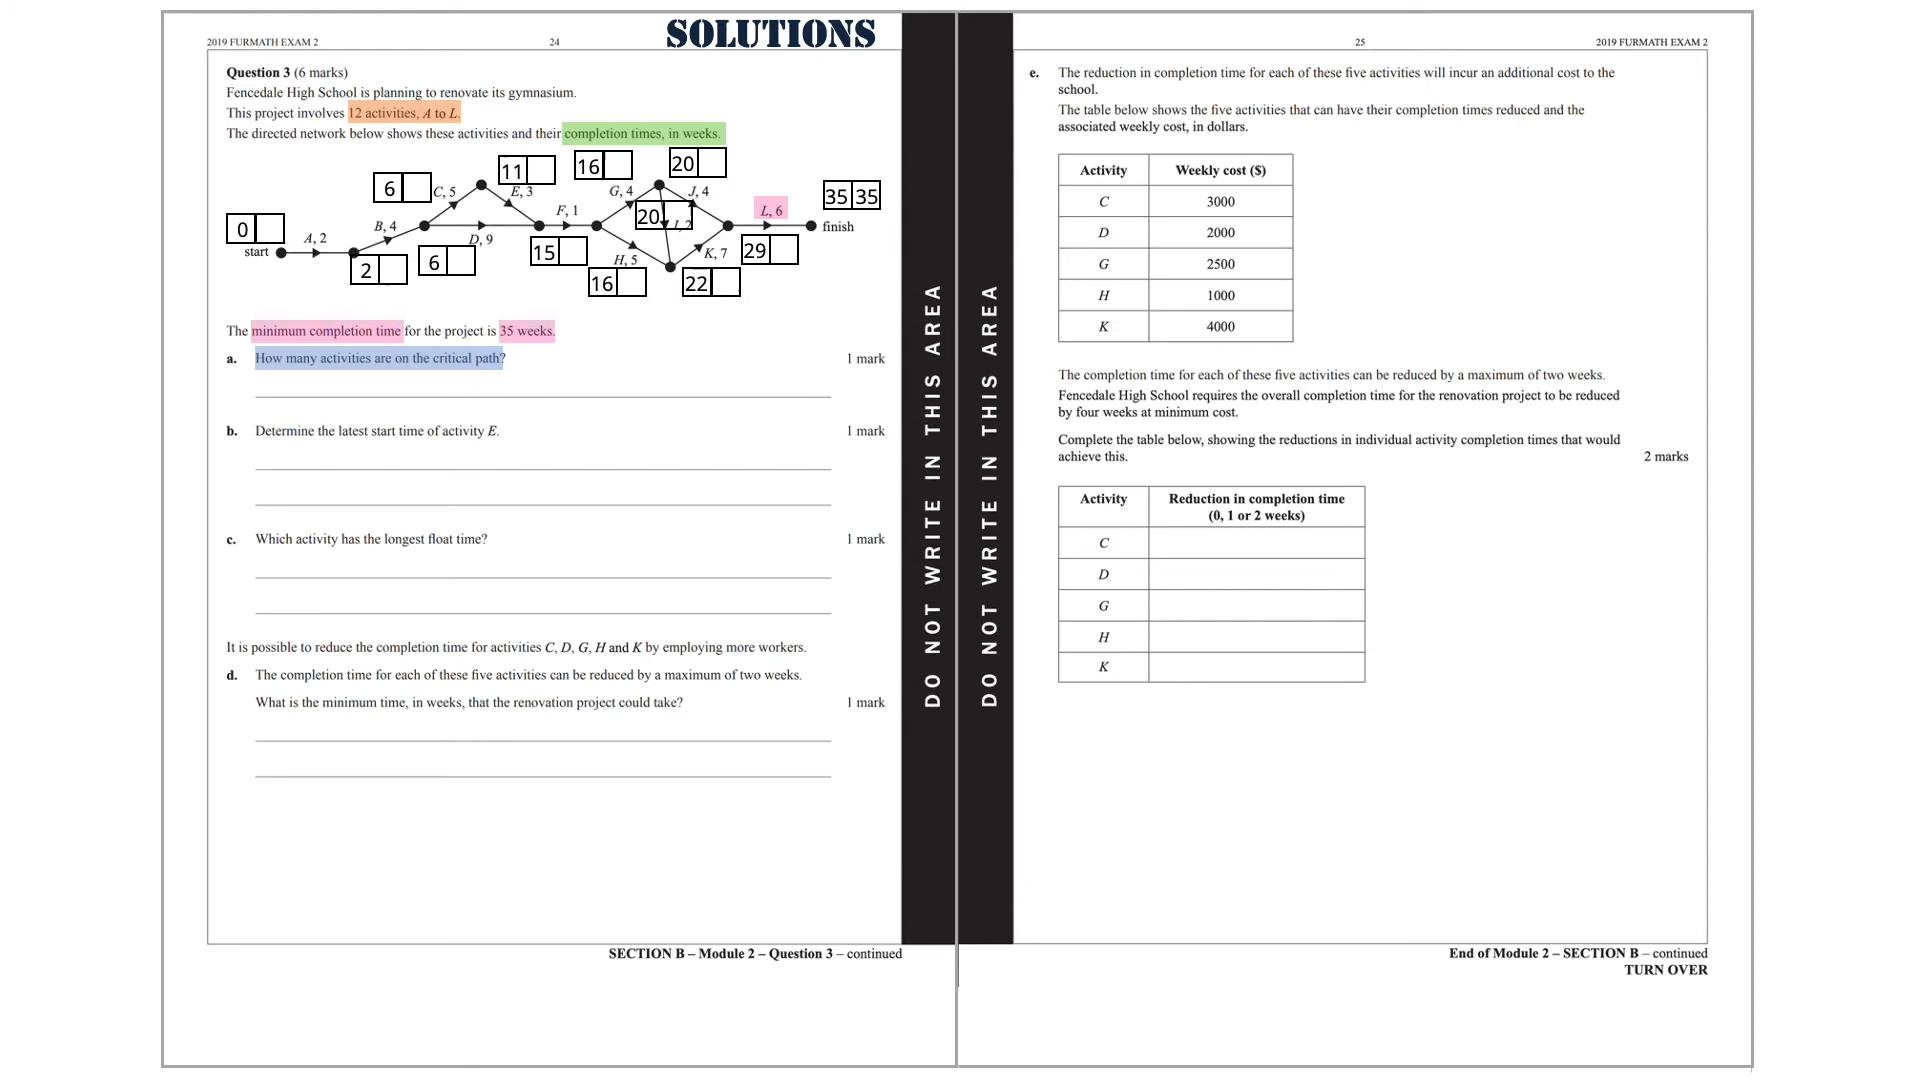 SOLUTIONS
2019 FURMATH EXAM 2
24
Question 3 (6 marks)
Fencedale High School is planning to renovate its gymnasium.
This project involves 12 activities, A to L.
The directed network below shows these activities and their completion times, in weeks.
11
16
20
6
C, 5
E, 3
G, 4
J, 4
35 35
0
B, 4
F, 1
20
I, 2
L, 6
finish
start
A, 2
D, 9
2
6
15
H, 5
K, 7
29
16
22
The minimum completion time for the project is 35 weeks.
a. How many activities are on the critical path? 1 mark
b. Determine the latest start time of activity E. 1 mark
c. Which activity has the longest float time? 1 mark
It is possible to reduce the completion time for activities C, D, G, H and K by employing more workers.
d. The completion time for each of these five activities can be reduced by a maximum of two weeks.
What is the minimum time, in weeks, that the renovation project could take? 1 mark
SECTION B – Module 2 – Question 3 – continued
DO NOT WRITE IN THIS AREA
DO NOT WRITE IN THIS AREA
25
2019 FURMATH EXAM 2
e. The reduction in completion time for each of these five activities will incur an additional cost to the
school.
The table below shows the five activities that can have their completion times reduced and the
associated weekly cost, in dollars.
Activity Weekly cost ($)
C 3000
D 2000
G 2500
H 1000
K 4000
The completion time for each of these five activities can be reduced by a maximum of two weeks.
Fencedale High School requires the overall completion time for the renovation project to be reduced
by four weeks at minimum cost.
Complete the table below, showing the reductions in individual activity completion times that would
achieve this. 2 marks
Activity Reduction in completion time
(0, 1 or 2 weeks)
C
D
G
H
K
End of Module 2 – SECTION B – continued
TURN OVER